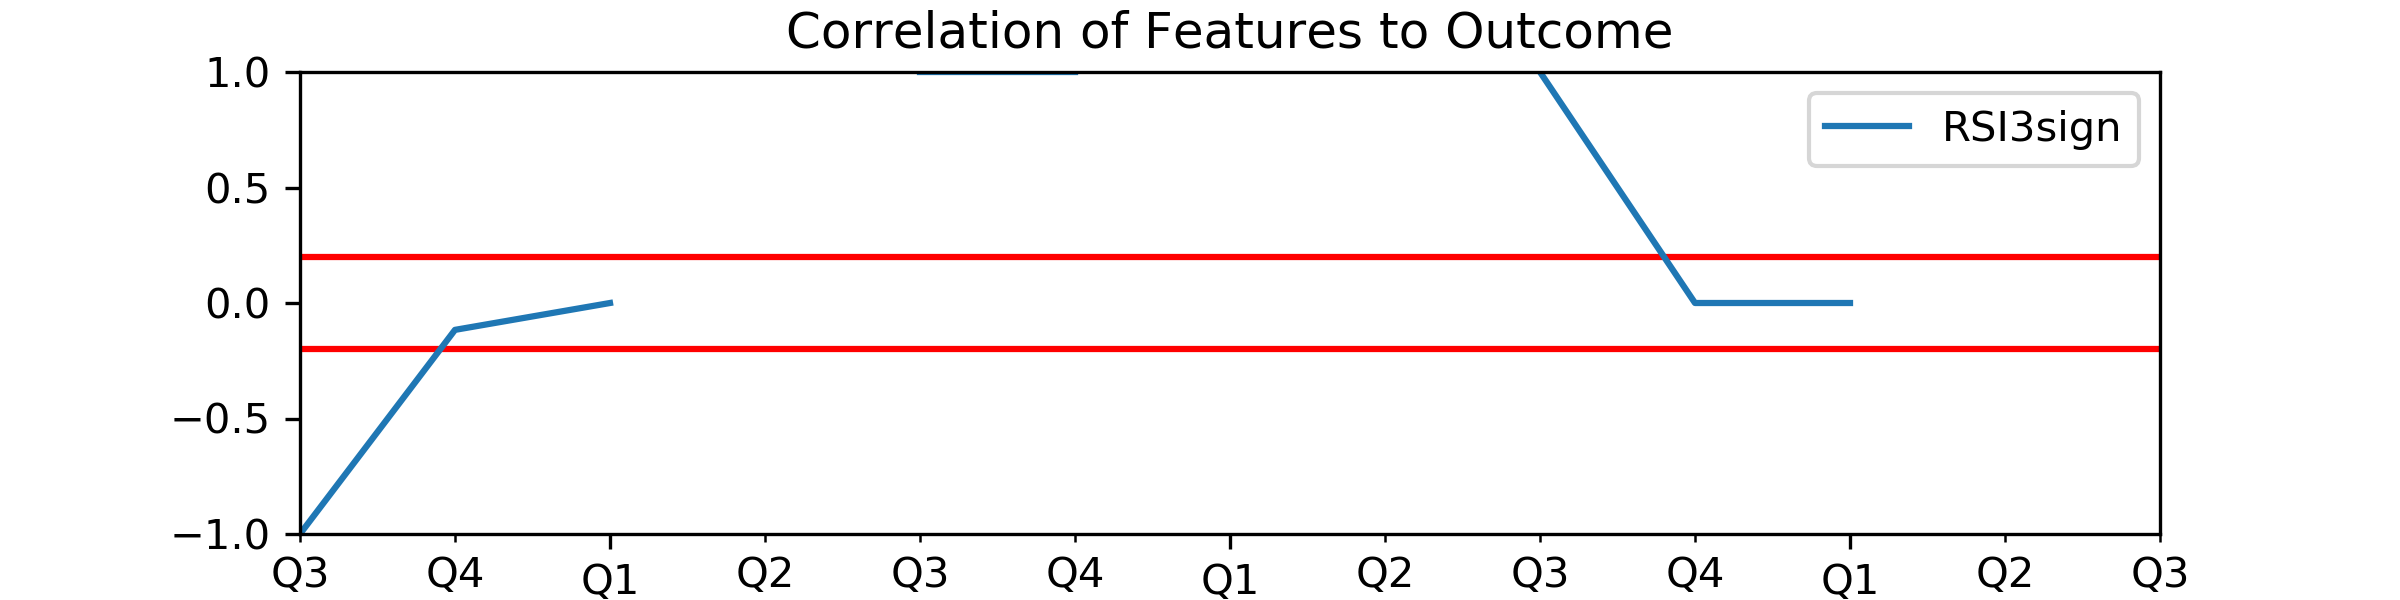 Correlation of Features to Outcome
1.0
0.5
0.0
−0.5
−1.0
RSI3sign
Q3 Q4 Q1 Q2 Q3 Q4 Q1 Q2 Q3 Q4 Q1 Q2 Q3